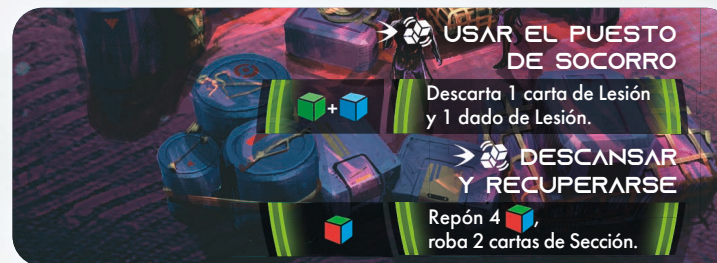 USAR EL PUESTO
DE SOCORRO
+
Descarta 1 carta de Lesión
y 1 dado de Lesión.
DESCANSAR
Y RECUPERARSE
Repón 4 ,
roba 2 cartas de Sección.